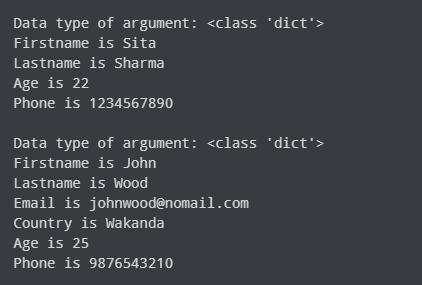 Data type of argument: <class 'dict'>
Firstname is Sita
Lastname is Sharma
Age is 22
Phone is 1234567890
Data type of argument: <class 'dict'>
Firstname is John
Lastname is Wood
Email is johnwood@nomail.com
Country is Wakanda
Age is 25
Phone is 9876543210